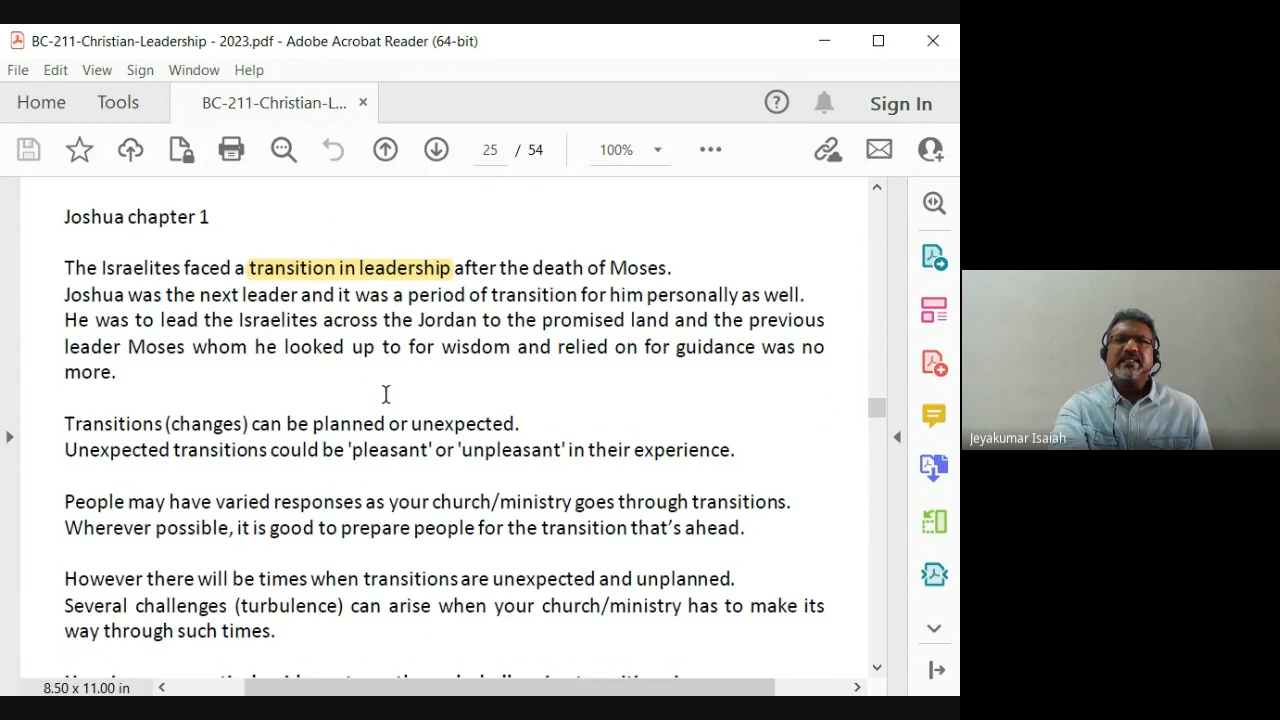 BC-211-Christian-Leadership - 2023.pdf - Adobe Acrobat Reader (64-bit)
File Edit View Sign Window Help
Home Tools BC-211-Christian-L... × Sign In
25 / 54 100%
Joshua chapter 1
The Israelites faced a transition in leadership after the death of Moses.
Joshua was the next leader and it was a period of transition for him personally as well.
He was to lead the Israelites across the Jordan to the promised land and the previous
leader Moses whom he looked up to for wisdom and relied on for guidance was no
more.
Transitions (changes) can be planned or unexpected.
Unexpected transitions could be 'pleasant' or 'unpleasant' in their experience.
People may have varied responses as your church/ministry goes through transitions.
Wherever possible, it is good to prepare people for the transition that’s ahead.
However there will be times when transitions are unexpected and unplanned.
Several challenges (turbulence) can arise when your church/ministry has to make its
way through such times.
8.50 x 11.00 in
Jeyakumar Isaiah